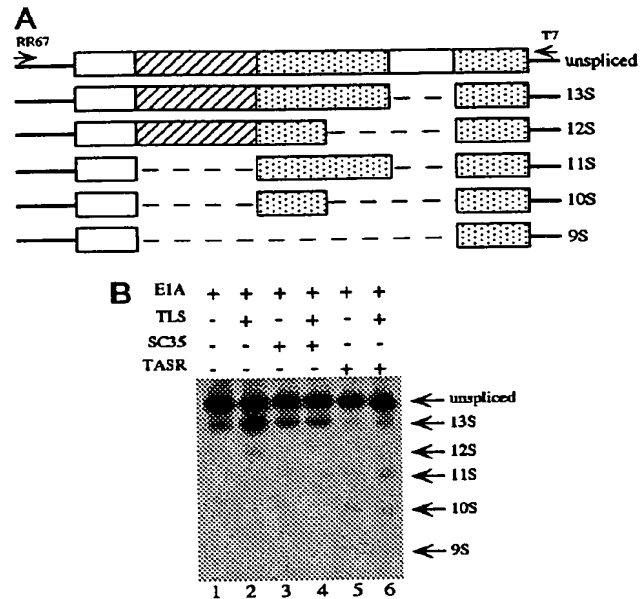 A
RR67
T7
unspliced
13S
12S
11S
10S
9S
B
E1A + + + + + +
TLS - + - + - +
SC35 - - + + - -
TASR - - - - + +
unspliced
13S
12S
11S
10S
9S
1 2 3 4 5 6